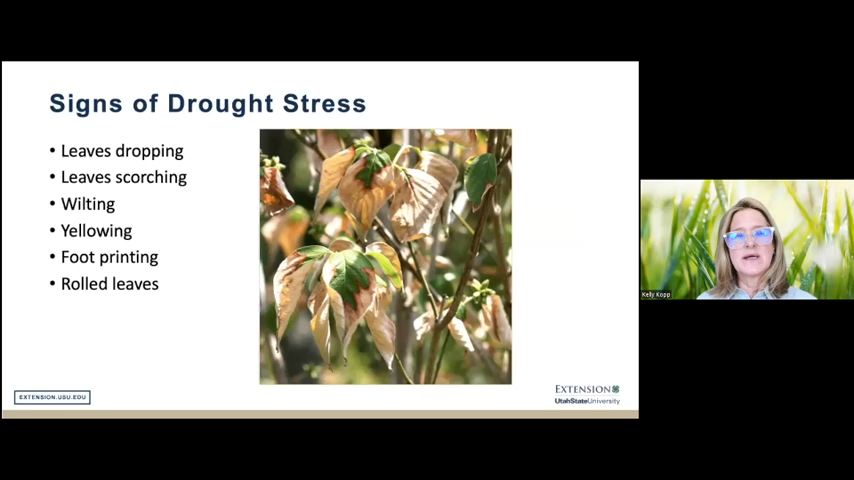 Signs of Drought Stress
• Leaves dropping
• Leaves scorching
• Wilting
• Yellowing
• Foot printing
• Rolled leaves
EXTENSION.USU.EDU
EXTENSION
UtahStateUniversity
Kelly Kopp